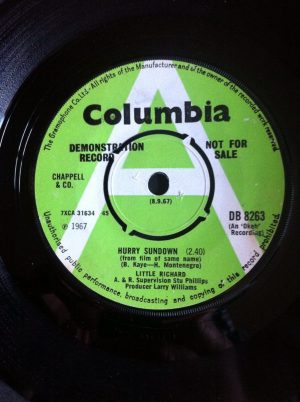 The Gramophone Co. Ltd. All rights of the Manufacturer and of the owner of the recorded work reserved
Columbia
DEMONSTRATION
RECORD
NOT FOR
SALE
A
CHAPPELL
& CO.
(8.9.67)
7XCA 31634 45
℗ 1967
DB 8263
(An "Okeh"
Recording)
HURRY SUNDOWN (2.40)
(from film of same name)
(B. Kaye—H. Montenegro)
LITTLE RICHARD
A. & R. Supervision Stu Phillips
Producer Larry Williams
Unauthorised public performance, broadcasting and copying of this record prohibited